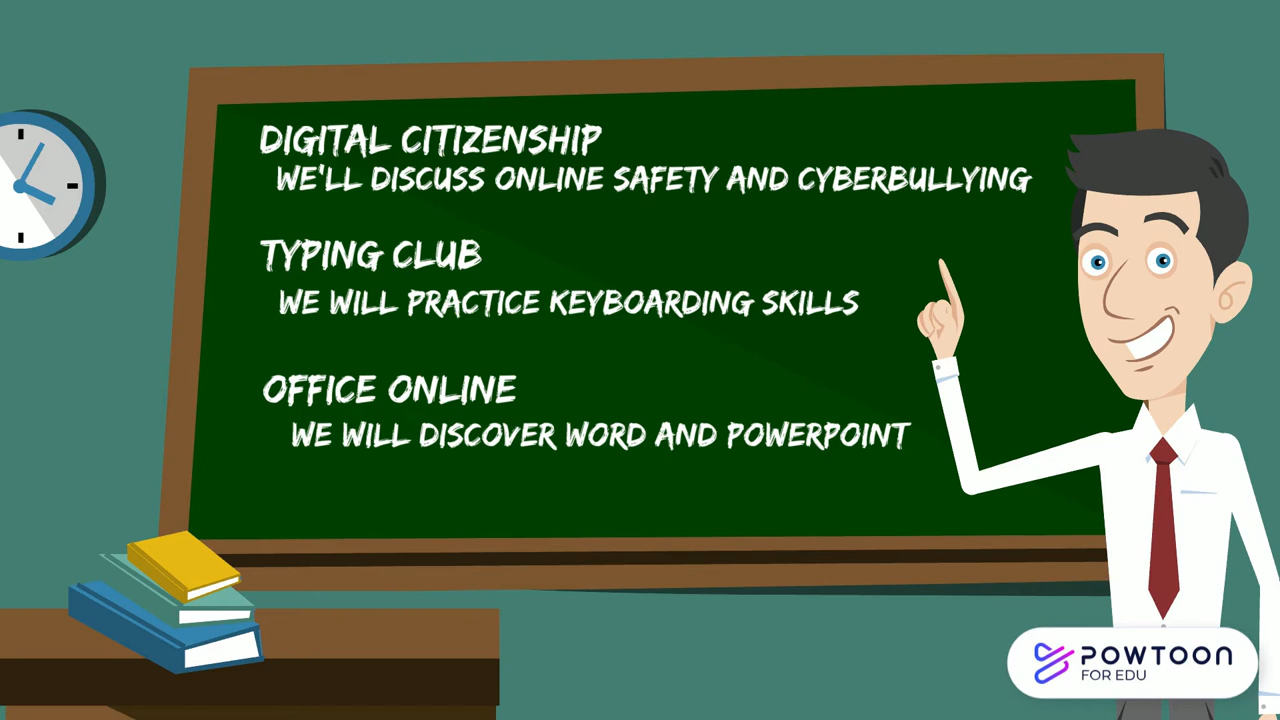 DIGITAL CITIZENSHIP
WE'LL DISCUSS ONLINE SAFETY AND CYBERBULLYING
TYPING CLUB
WE WILL PRACTICE KEYBOARDING SKILLS
OFFICE ONLINE
WE WILL DISCOVER WORD AND POWERPOINT
POWTOON
FOR EDU